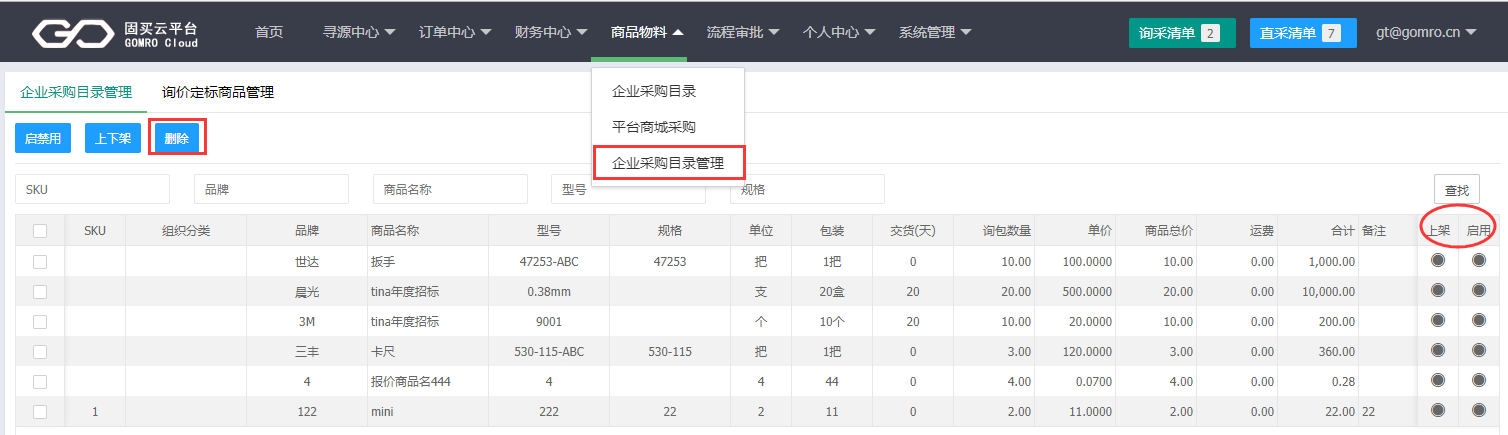 固买云平台
GOMRO Cloud
首页 寻源中心 订单中心 财务中心 商品物料 流程审批 个人中心 系统管理 询采清单 2 直采清单 7 gt@gomro.cn
企业采购目录管理 询价定标商品管理
企业采购目录
平台商城采购
企业采购目录管理
启禁用 上下架 删除
SKU 品牌 商品名称 型号 规格 查找
SKU 组织分类 品牌 商品名称 型号 规格 单位 包装 交货(天) 询包数量 单价 商品总价 运费 合计 备注 上架 启用
世达 扳手 47253-ABC 47253 把 1把 0 10.00 100.0000 10.00 0.00 1,000.00
晨光 tina年度招标 0.38mm 支 20盒 20 20.00 500.0000 20.00 0.00 10,000.00
3M tina年度招标 9001 个 10个 20 10.00 20.0000 10.00 0.00 200.00
三丰 卡尺 530-115-ABC 530-115 把 1把 0 3.00 120.0000 3.00 0.00 360.00
4 报价商品名444 4 4 44 0 4.00 0.0700 4.00 0.00 0.28
1 122 mini 222 22 2 11 0 2.00 11.0000 2.00 0.00 22.00 22